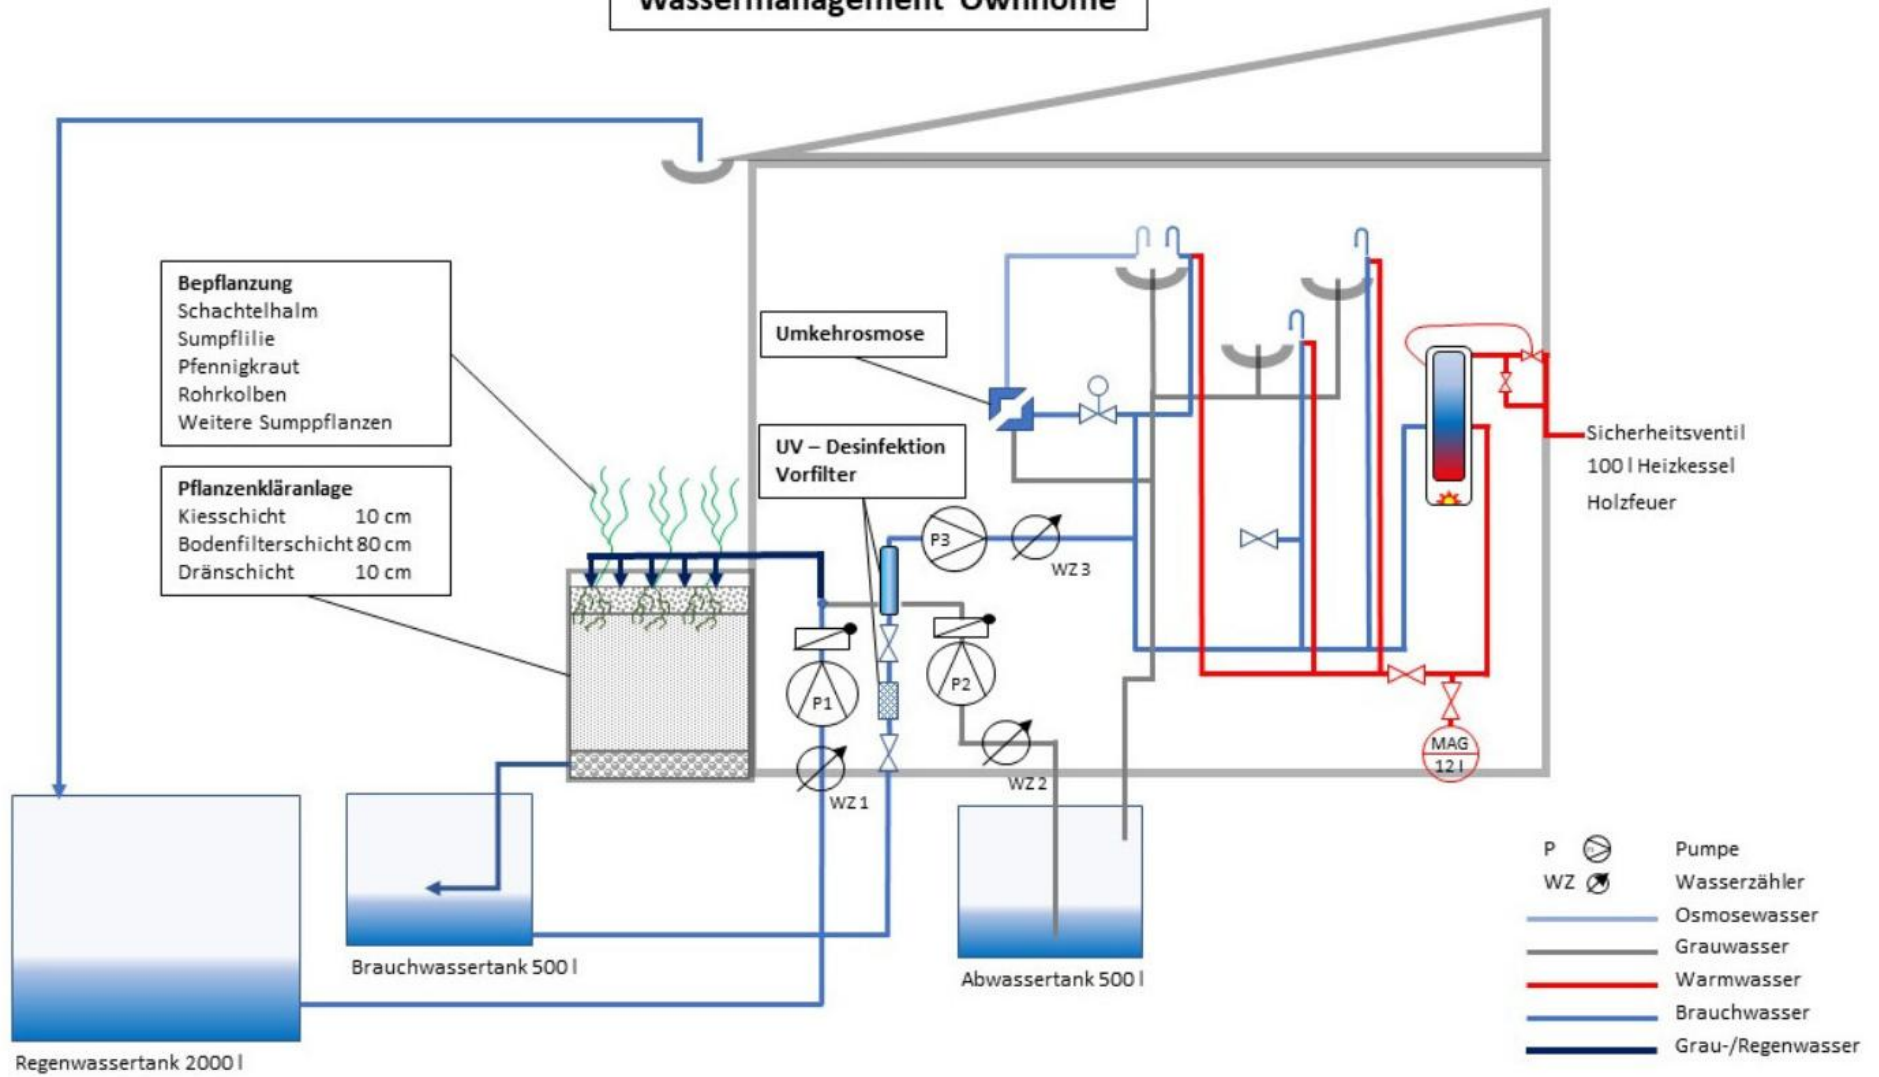 Wassermanagement Ownhome
Bepflanzung
Schachtelhalm
Sumpflilie
Pfennigkraut
Rohrkolben
Weitere Sumppflanzen
Pflanzenkläranlage
Kiesschicht 10 cm
Bodenfilterschicht 80 cm
Dränschicht 10 cm
Umkehrosmose
UV – Desinfektion
Vorfilter
P3
WZ 3
P1
P2
WZ 1
WZ 2
MAG
12 l
Sicherheitsventil
100 l Heizkessel
Holzfeuer
Brauchwassertank 500 l
Abwassertank 500 l
Regenwassertank 2000 l
P Pumpe
WZ Wasserzähler
Osmosewasser
Grauwasser
Warmwasser
Brauchwasser
Grau-/Regenwasser